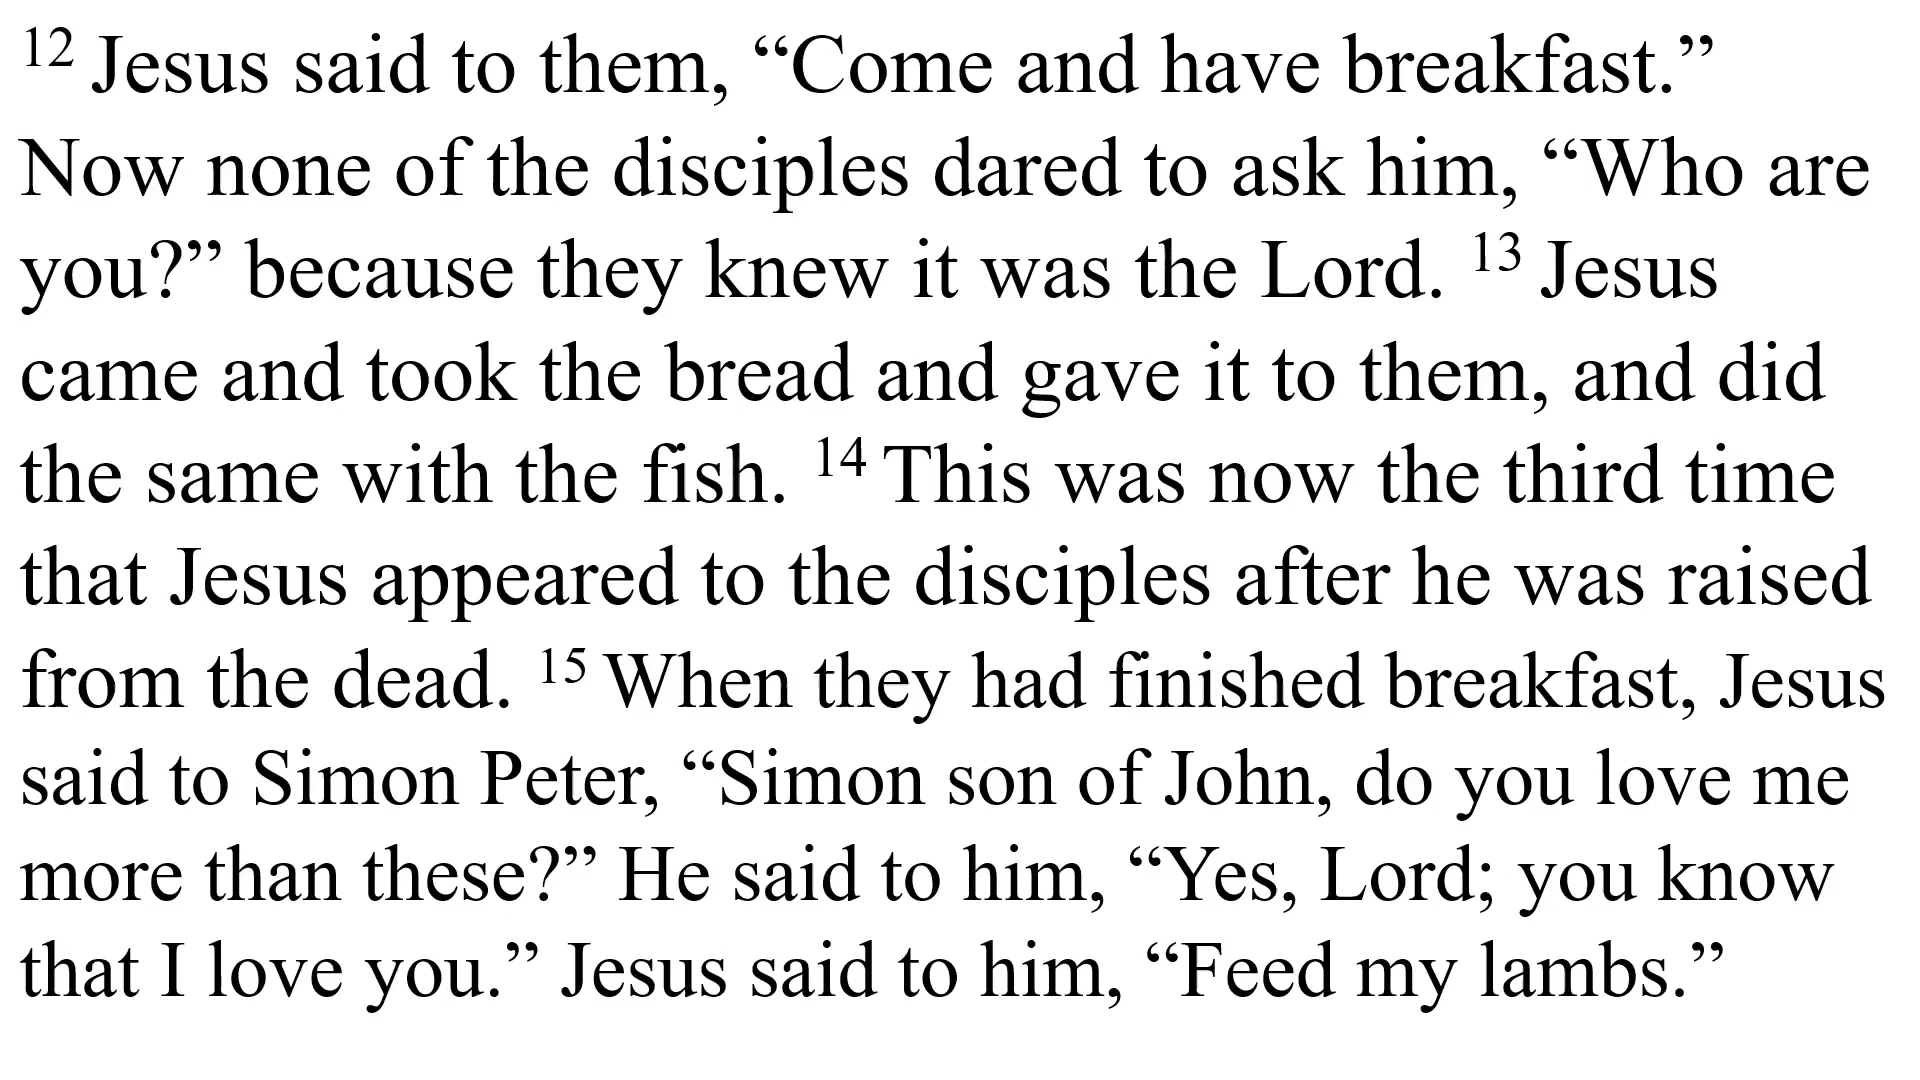 12 Jesus said to them, “Come and have breakfast.”
Now none of the disciples dared to ask him, “Who are
you?” because they knew it was the Lord. 13 Jesus
came and took the bread and gave it to them, and did
the same with the fish. 14 This was now the third time
that Jesus appeared to the disciples after he was raised
from the dead. 15 When they had finished breakfast, Jesus
said to Simon Peter, “Simon son of John, do you love me
more than these?” He said to him, “Yes, Lord; you know
that I love you.” Jesus said to him, “Feed my lambs.”